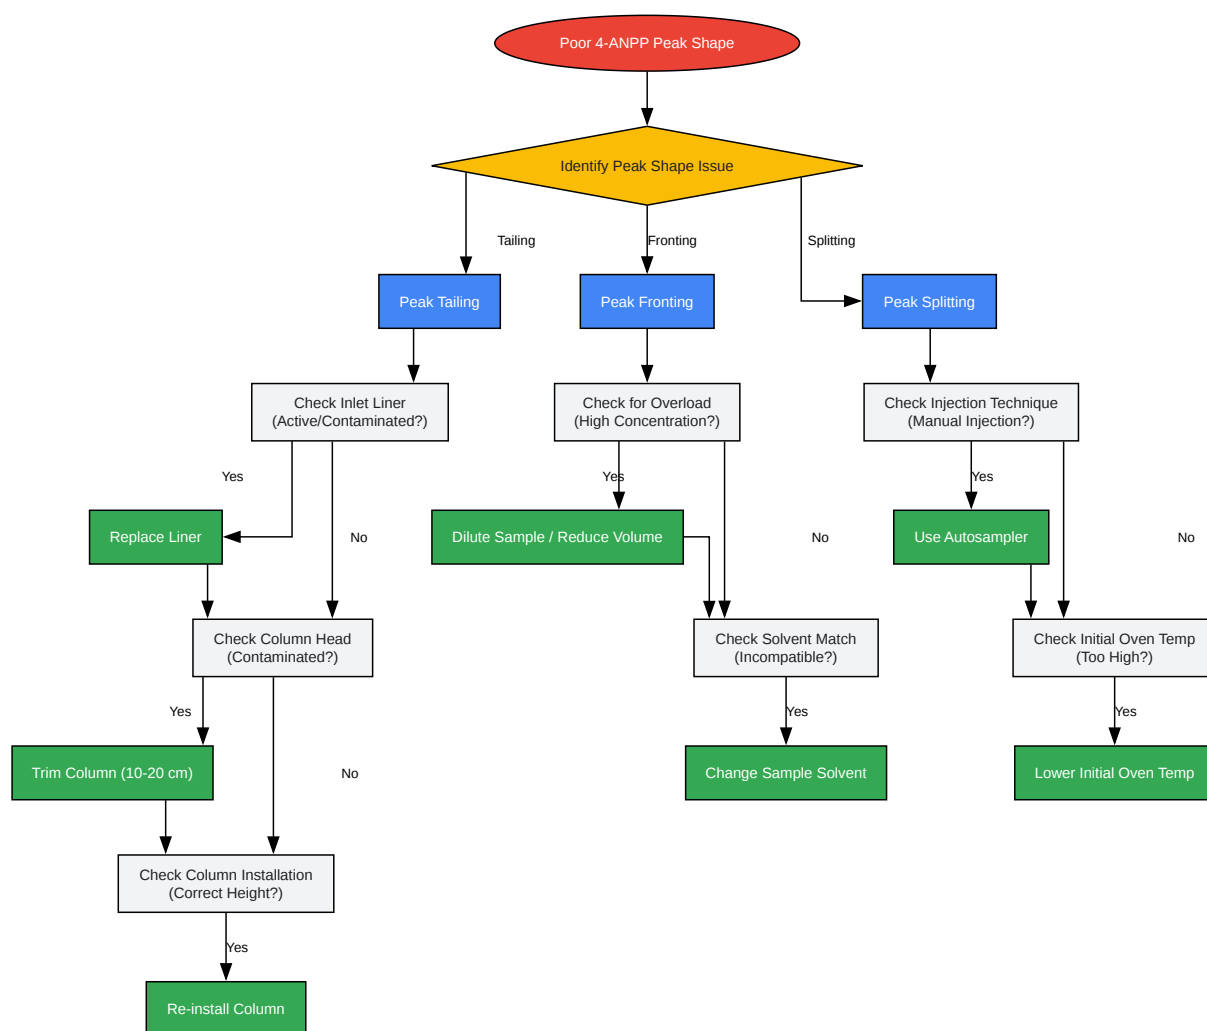 Poor 4-ANPP Peak Shape
Identify Peak Shape Issue
Tailing
Fronting
Splitting
Peak Tailing
Peak Fronting
Peak Splitting
Check Inlet Liner
(Active/Contaminated?)
Check for Overload
(High Concentration?)
Check Injection Technique
(Manual Injection?)
Yes
Yes
Yes
Replace Liner
No
Dilute Sample / Reduce Volume
No
Use Autosampler
No
Check Column Head
(Contaminated?)
Check Solvent Match
(Incompatible?)
Check Initial Oven Temp
(Too High?)
Yes
Yes
Yes
Trim Column (10-20 cm)
No
Change Sample Solvent
Lower Initial Oven Temp
Check Column Installation
(Correct Height?)
Yes
Re-install Column